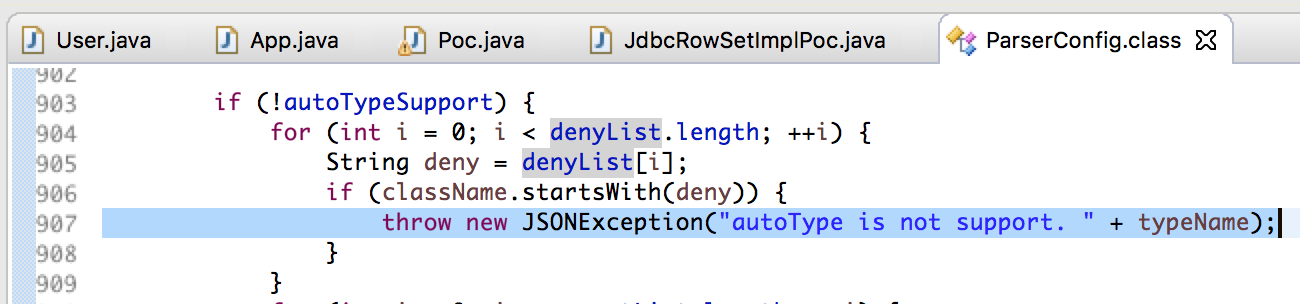 User.java App.java Poc.java JdbcRowSetImplPoc.java ParserConfig.class
902
903 if (!autoTypeSupport) {
904 for (int i = 0; i < denyList.length; ++i) {
905 String deny = denyList[i];
906 if (className.startsWith(deny)) {
907 throw new JSONException("autoType is not support. " + typeName);
908 }
909 }